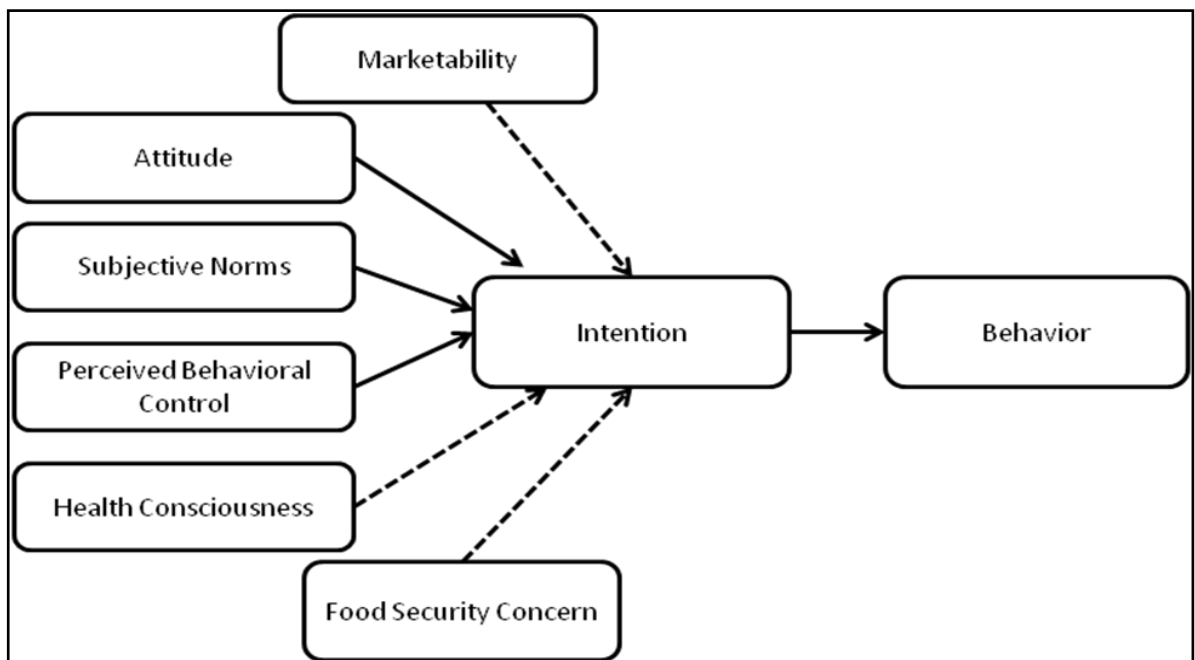 Marketability
Attitude
Subjective Norms
Perceived Behavioral
Control
Health Consciousness
Food Security Concern
Intention
Behavior